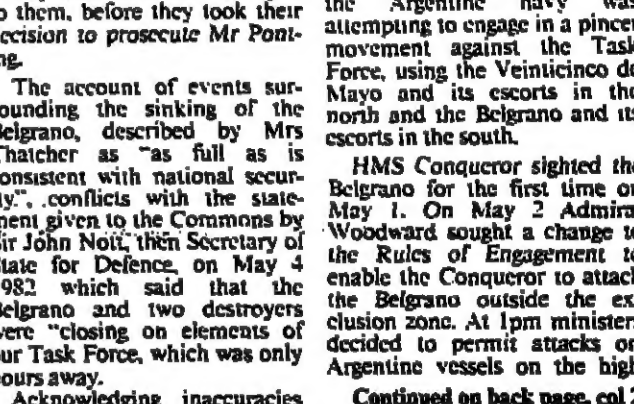 o them, before they took their
ecision to prosecute Mr Pont-
ng.
The account of events sur-
ounding the sinking of the
Belgrano, described by Mrs
Thatcher as "as full as is
onsistent with national secur-
ty", conflicts with the state-
ment given to the Commons by
Sir John Nott, then Secretary of
State for Defence, on May 4
1982 which said that the
Belgrano and two destroyers
were "closing on elements of
our Task Force, which was only
hours away.
Acknowledging inaccuracies
the Argentine navy was
attempting to engage in a pincer
movement against the Task
Force, using the Veinticinco de
Mayo and its escorts in the
north and the Belgrano and its
escorts in the south.
HMS Conqueror sighted the
Belgrano for the first time on
May 1. On May 2 Admiral
Woodward sought a change to
the Rules of Engagement to
enable the Conqueror to attack
the Belgrano outside the ex-
clusion zone. At 1pm ministers
decided to permit attacks on
Argentine vessels on the high
Continued on back page, col 4